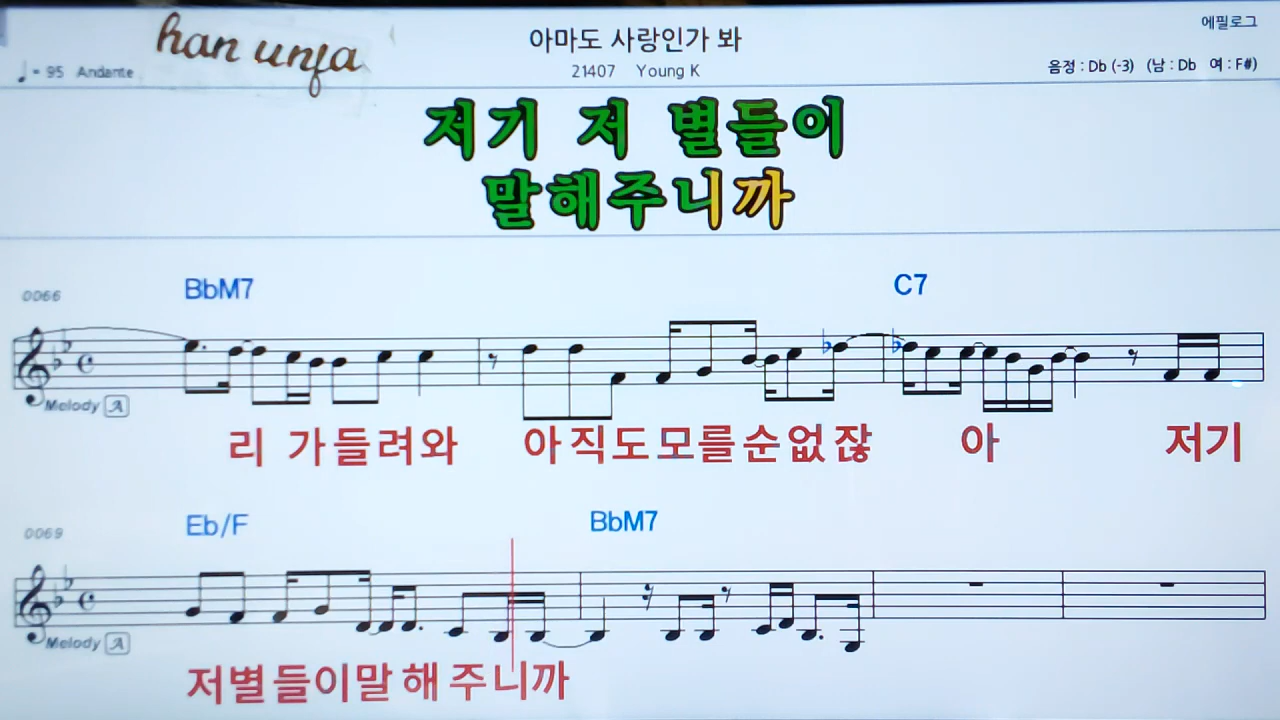 han unja
에필로그
아마도 사랑인가 봐
♩= 95 Andante
21407 Young K
음정 : Db (-3) (남 : Db 여 : F#)
저기 저 별들이
말해주니까
0066
BbM7
C7
Melody A
리 가들려와 아직도모를순없잖 아 저기
0069
Eb/F
BbM7
Melody A
저별들이말해주니까